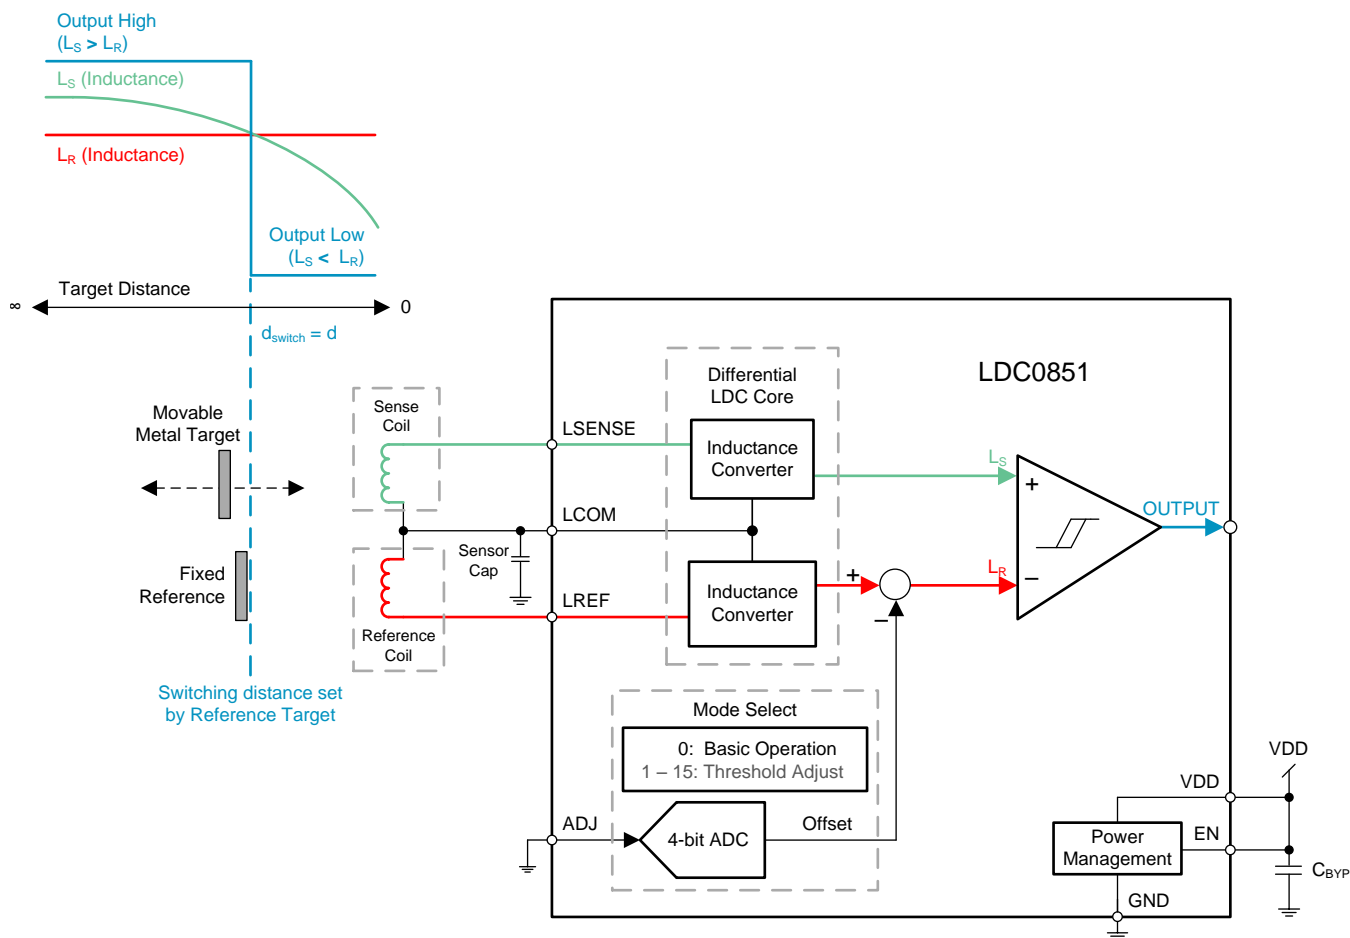 Output High
(LS > LR)
LS (Inductance)
LR (Inductance)
Output Low
(LS < LR)
∞
Target Distance
0
dswitch = d
Movable
Metal Target
Fixed
Reference
Switching distance set
by Reference Target
Sense
Coil
Reference
Coil
Sensor
Cap
LSENSE
LCOM
LREF
Differential
LDC Core
Inductance
Converter
Inductance
Converter
LDC0851
LS
+
LR
−
OUTPUT
+
−
Mode Select
0: Basic Operation
1 – 15: Threshold Adjust
ADJ
4-bit ADC
Offset
VDD
VDD
EN
Power
Management
GND
CBYP